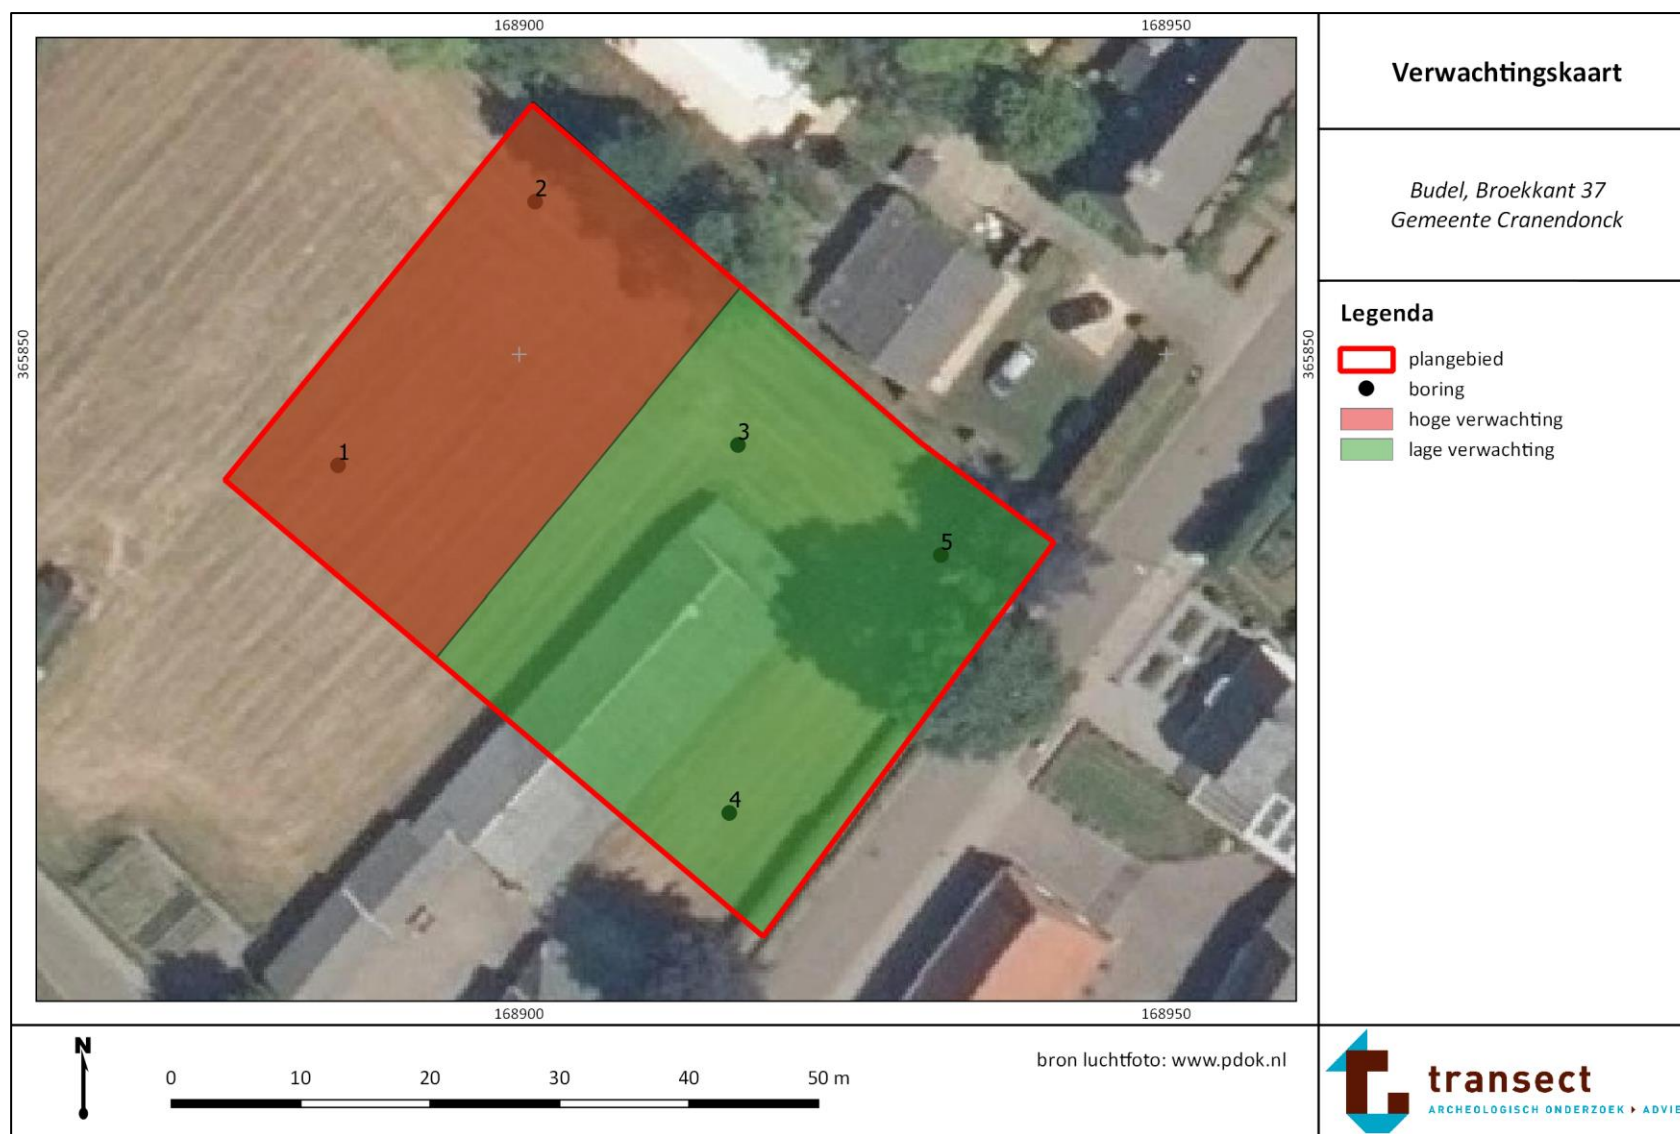 168900
168950
365850
365850
2
3
1
5
4
168900
168950
Verwachtingskaart
Budel, Broekkant 37
Gemeente Cranendonck
Legenda
plangebied
boring
hoge verwachting
lage verwachting
N
0 10 20 30 40 50 m
bron luchtfoto: www.pdok.nl
transect
ARCHEOLOGISCH ONDERZOEK ADVIE